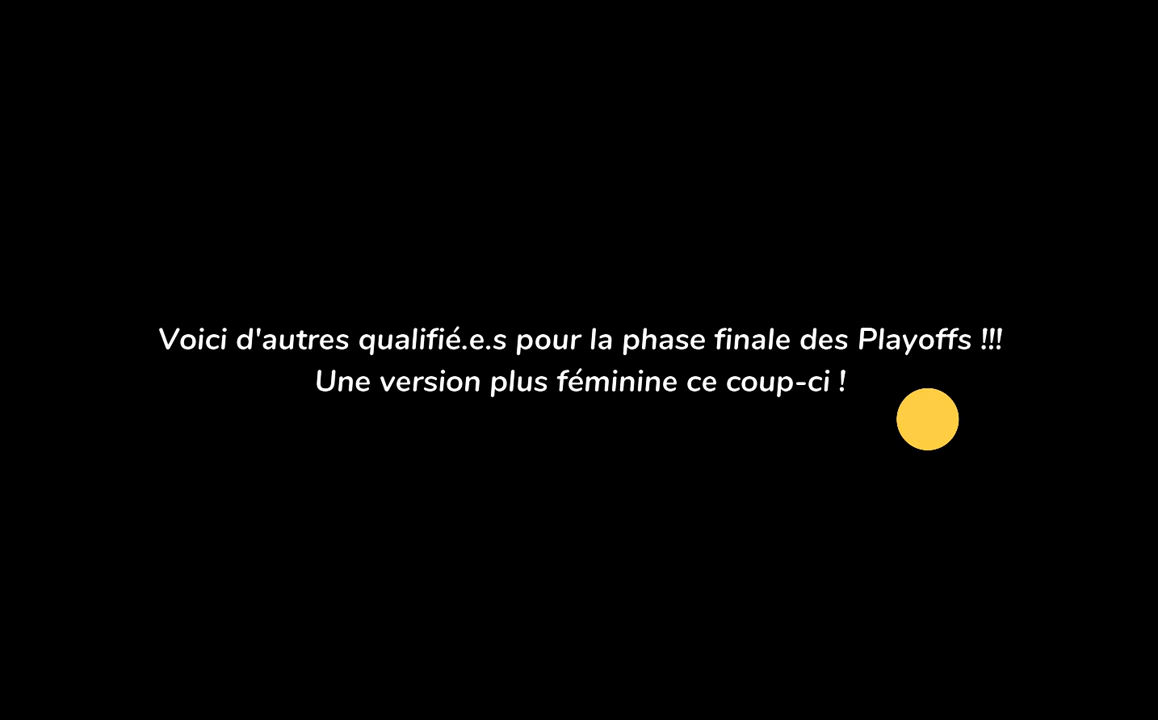 Voici d'autres qualifié.e.s pour la phase finale des Playoffs !!!
Une version plus féminine ce coup-ci !